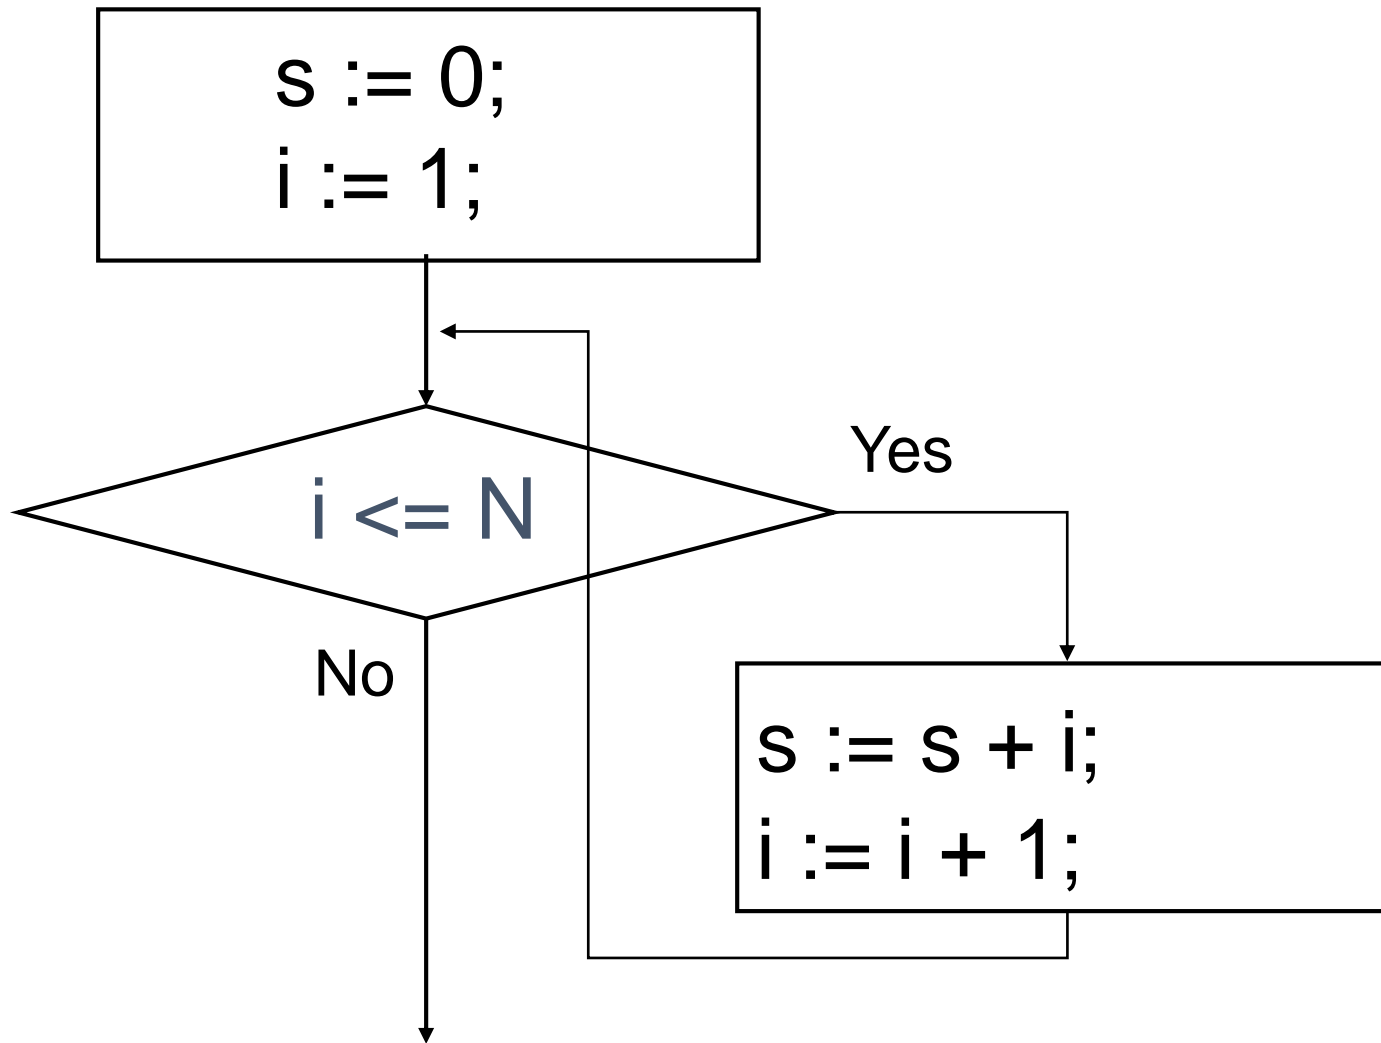 s := 0;
i := 1;
Yes
i <= N
No
s := s + i;
i := i + 1;